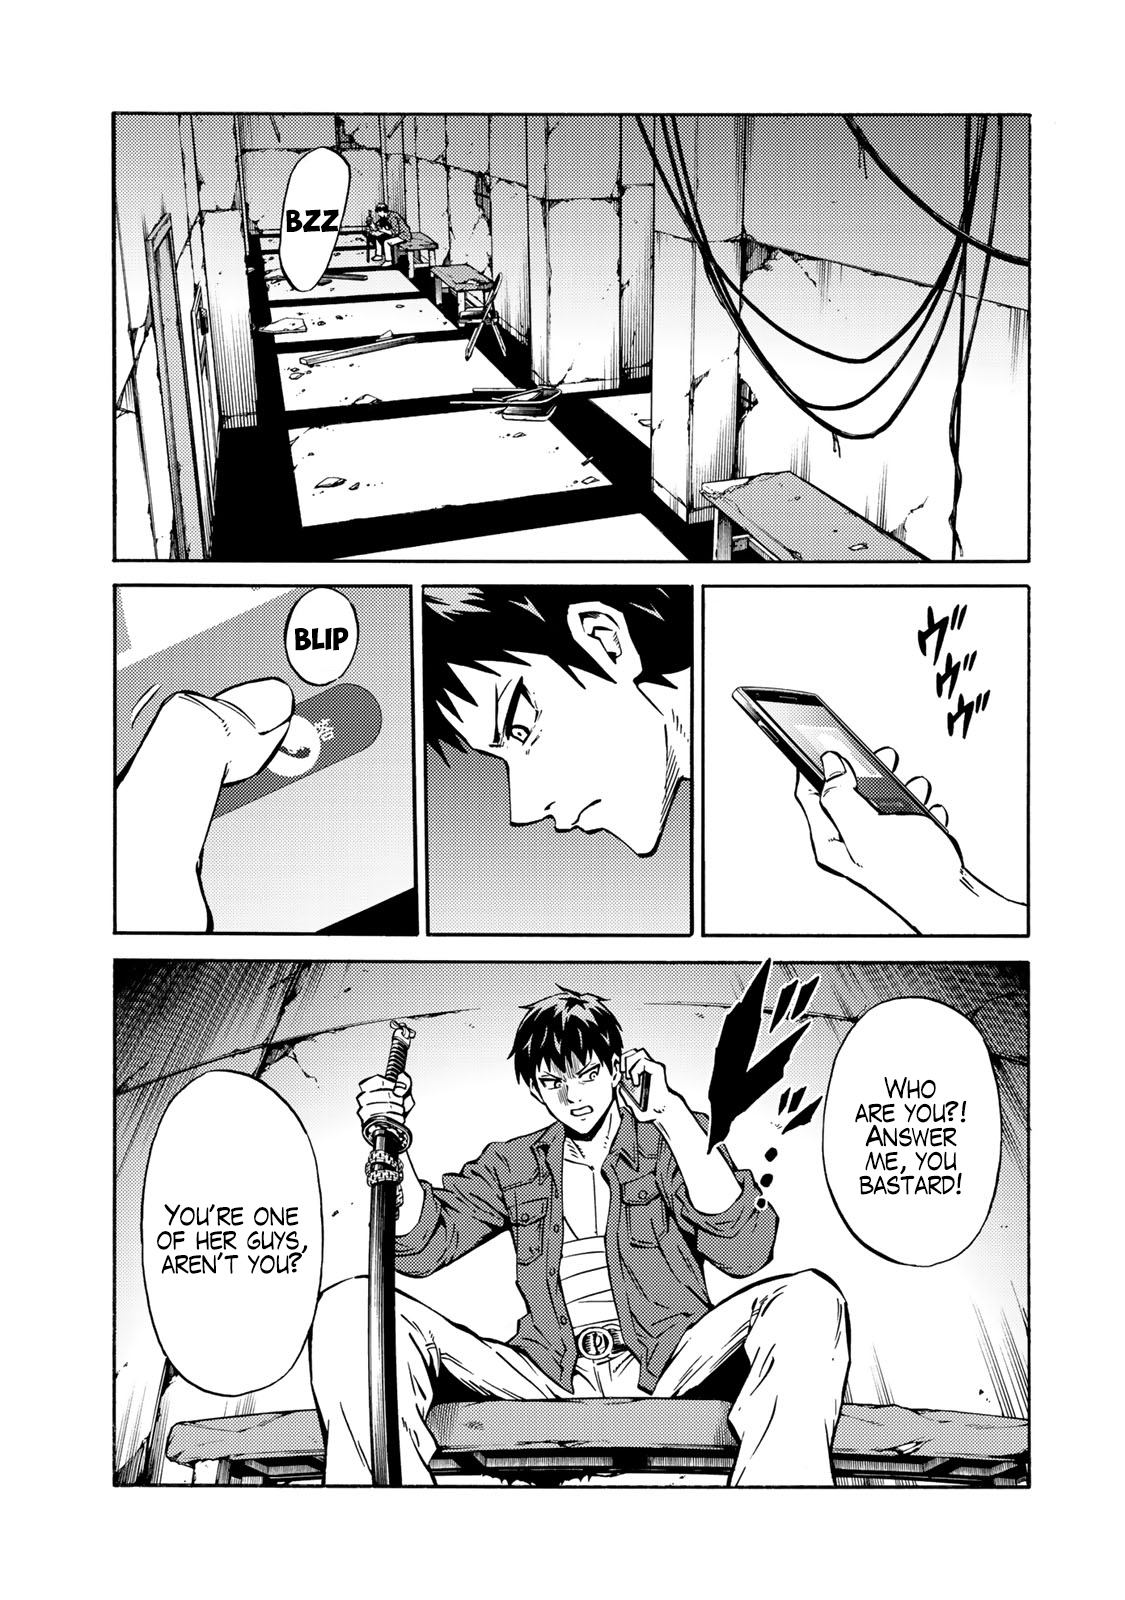 BZZ
ヴ
ヴ
ヴ
BLIP
答
WHO
ARE YOU?!
ANSWER
ME, YOU
BASTARD!
YOU'RE ONE
OF HER GUYS,
AREN'T YOU?